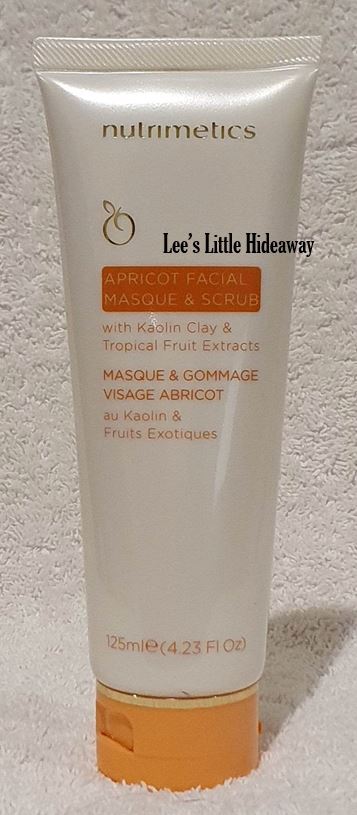 nutrimetics
Lee's Little Hideaway
APRICOT FACIAL
MASQUE & SCRUB
with Kaolin Clay &
Tropical Fruit Extracts
MASQUE & GOMMAGE
VISAGE ABRICOT
au Kaolin &
Fruits Exotiques
125ml℮(4.23 Fl Oz)